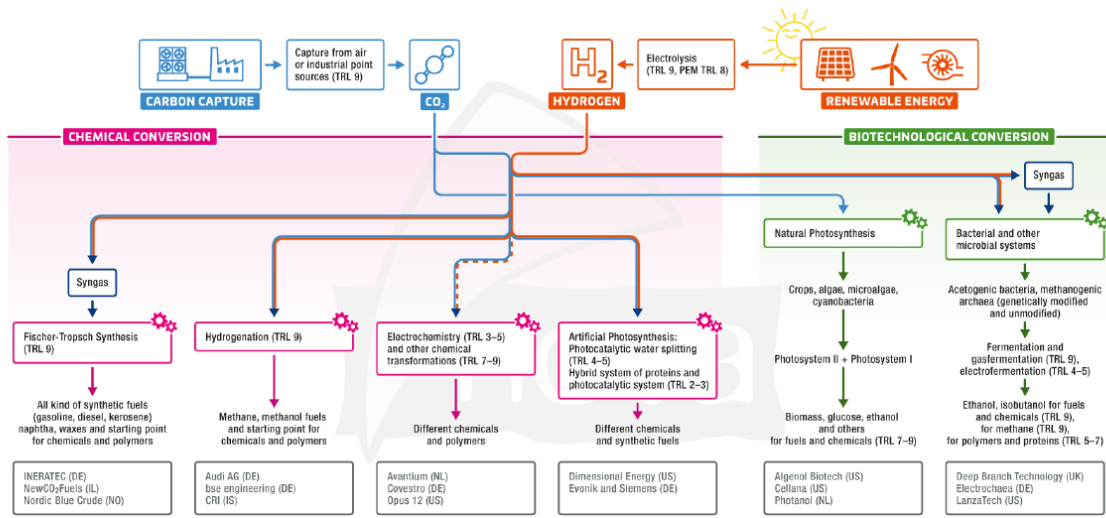 Capture from air
or industrial point
sources (TRL 9)
CARBON CAPTURE
CO₂
H₂
HYDROGEN
Electrolysis
(TRL 9, PEM TRL 8)
RENEWABLE ENERGY
CHEMICAL CONVERSION
BIOTECHNOLOGICAL CONVERSION
Syngas
Fischer-Tropsch Synthesis
(TRL 9)
All kind of synthetic fuels
(gasoline, diesel, kerosene)
naphtha, waxes and starting point
for chemicals and polymers
INERATEC (DE)
NewCO₂Fuels (IL)
Nordic Blue Crude (NO)
Hydrogenation (TRL 9)
Methane, methanol fuels
and starting point for
chemicals and polymers
Audi AG (DE)
bse engineering (DE)
CRI (IS)
Electrochemistry (TRL 3–5)
and other chemical
transformations (TRL 7–9)
Different chemicals
and polymers
Avantium (NL)
Covestro (DE)
Opus 12 (US)
Artificial Photosynthesis:
Photocatalytic water splitting
(TRL 4–5)
Hybrid system of proteins and
photocatalytic system (TRL 2–3)
Different chemicals
and synthetic fuels
Dimensional Energy (US)
Evonik and Siemens (DE)
Natural Photosynthesis
Crops, algae, microalgae,
cyanobacteria
Photosystem II + Photosystem I
Biomass, glucose, ethanol
and others
for fuels and chemicals (TRL 7–9)
Algenol Biotech (US)
Cellana (US)
Photanol (NL)
Syngas
Bacterial and other
microbial systems
Acetogenic bacteria, methanogenic
archaea (genetically modified
and unmodified)
Fermentation and
gasfermentation (TRL 9),
electrofermentation (TRL 4–5)
Ethanol, isobutanol for fuels
and chemicals (TRL 9),
for methane (TRL 9),
for polymers and proteins (TRL 5–7)
Deep Branch Technology (UK)
Electrochaea (DE)
LanzaTech (US)